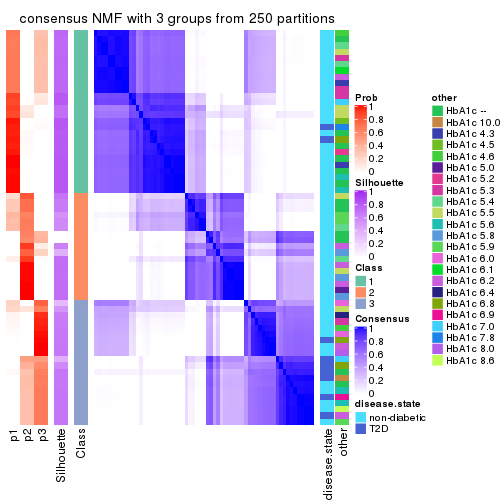 consensus NMF with 3 groups from 250 partitions
p1
p2
p3
Silhouette
Class
disease.state
other
Prob
1
0.8
0.6
0.4
0.2
0
Silhouette
1
0.8
0.6
0.4
0.2
0
Class
1
2
3
Consensus
1
0.8
0.6
0.4
0.2
0
disease.state
non-diabetic
T2D
other
HbA1c --
HbA1c 10.0
HbA1c 4.3
HbA1c 4.5
HbA1c 4.6
HbA1c 5.0
HbA1c 5.2
HbA1c 5.3
HbA1c 5.4
HbA1c 5.5
HbA1c 5.6
HbA1c 5.8
HbA1c 5.9
HbA1c 6.0
HbA1c 6.1
HbA1c 6.2
HbA1c 6.4
HbA1c 6.8
HbA1c 6.9
HbA1c 7.0
HbA1c 7.8
HbA1c 8.0
HbA1c 8.6